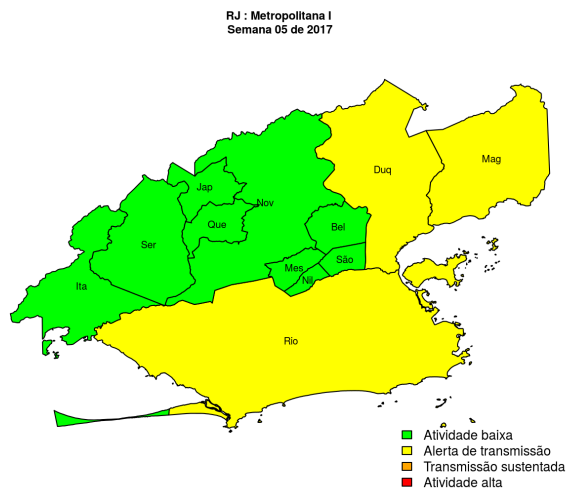 RJ : Metropolitana I
Semana 05 de 2017
Duq
Mag
Jap
Nov
Que
Bel
Ser
São
Mes
Nil
Ita
Rio
Atividade baixa
Alerta de transmissão
Transmissão sustentada
Atividade alta